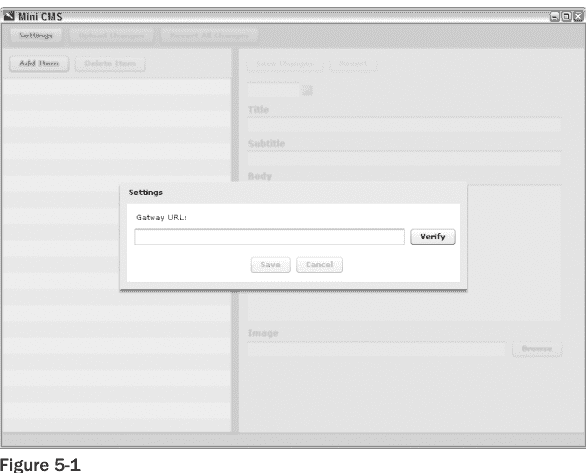 Mini CMS
Settings Upload Changes Revert All Changes
Add Item Delete Item
Save Changes Revert
Title
Subtitle
Body
Settings
Gatway URL:
Verify
Save Cancel
Image
Browse
Figure 5-1